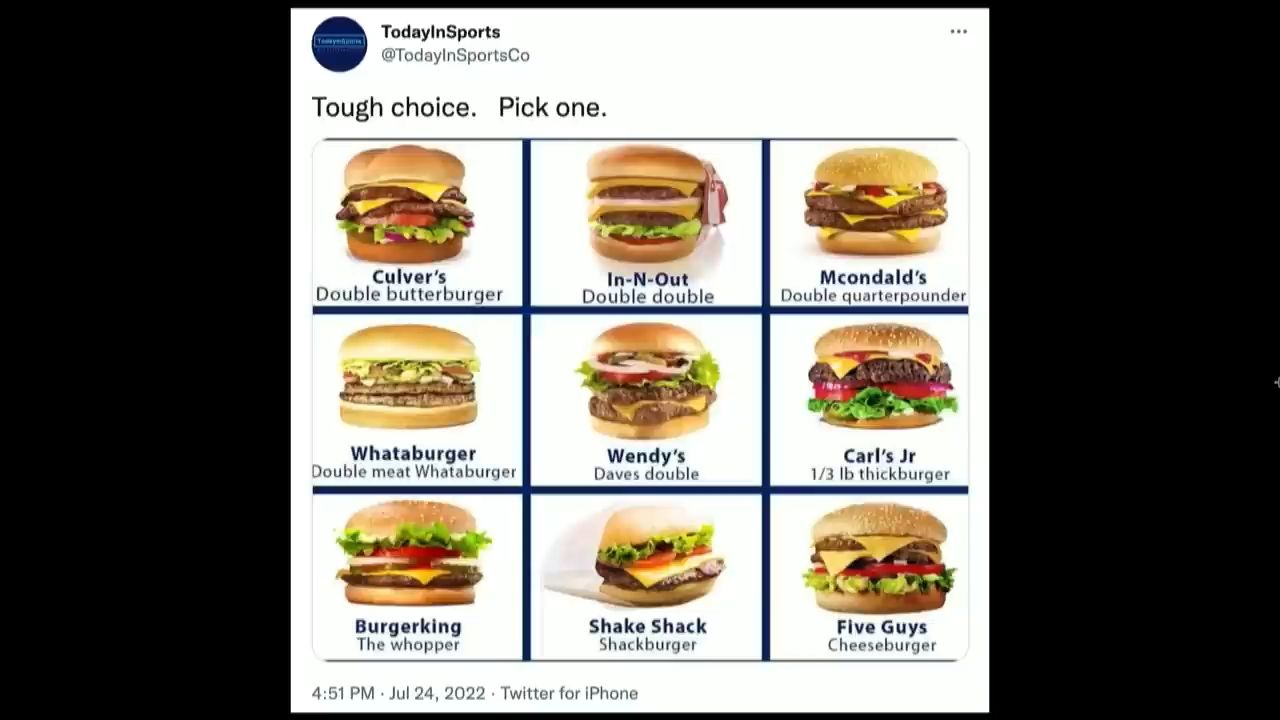 TodayInSports
TodayInSports
@TodayInSportsCo
Tough choice. Pick one.
Culver's
Double butterburger
In-N-Out
Double double
Mcondald's
Double quarterpounder
Whataburger
Double meat Whataburger
Wendy's
Daves double
Carl's Jr
1/3 lb thickburger
Burgerking
The whopper
Shake Shack
Shackburger
Five Guys
Cheeseburger
4:51 PM · Jul 24, 2022 · Twitter for iPhone